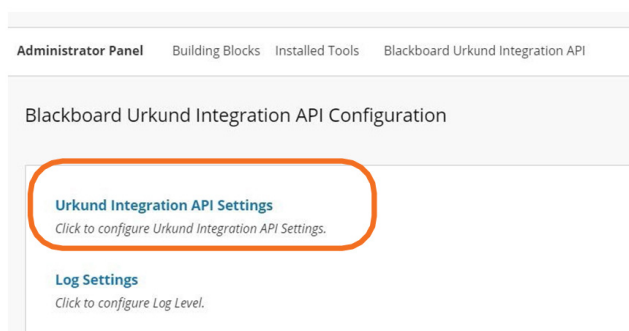 Administrator Panel Building Blocks Installed Tools Blackboard Urkund Integration API
Blackboard Urkund Integration API Configuration
Urkund Integration API Settings
Click to configure Urkund Integration API Settings.
Log Settings
Click to configure Log Level.